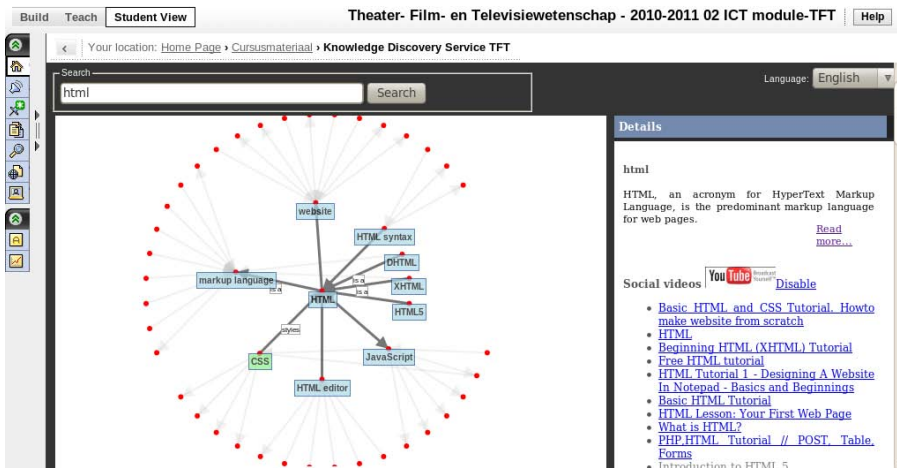 Build Teach Student View
Theater- Film- en Televisiewetenschap - 2010-2011 02 ICT module-TFT
Help
Your location: Home Page › Cursusmateriaal › Knowledge Discovery Service TFT
Search
html
Search
Language: English
website
HTML syntax
DHTML
markup language
is a
is a
is a
XHTML
HTML
HTML5
styles
CSS
JavaScript
HTML editor
Details
html
HTML, an acronym for HyperText Markup
Language, is the predominant markup language
for web pages.
Read
more...
Social videos YouTube Broadcast Yourself Disable
Basic HTML and CSS Tutorial. Howto
make website from scratch
HTML
Beginning HTML (XHTML) Tutorial
Free HTML tutorial
HTML Tutorial 1 - Designing A Website
In Notepad - Basics and Beginnings
Basic HTML Tutorial
HTML Lesson: Your First Web Page
What is HTML?
PHP,HTML Tutorial // POST, Table,
Forms
Introduction to HTML 5